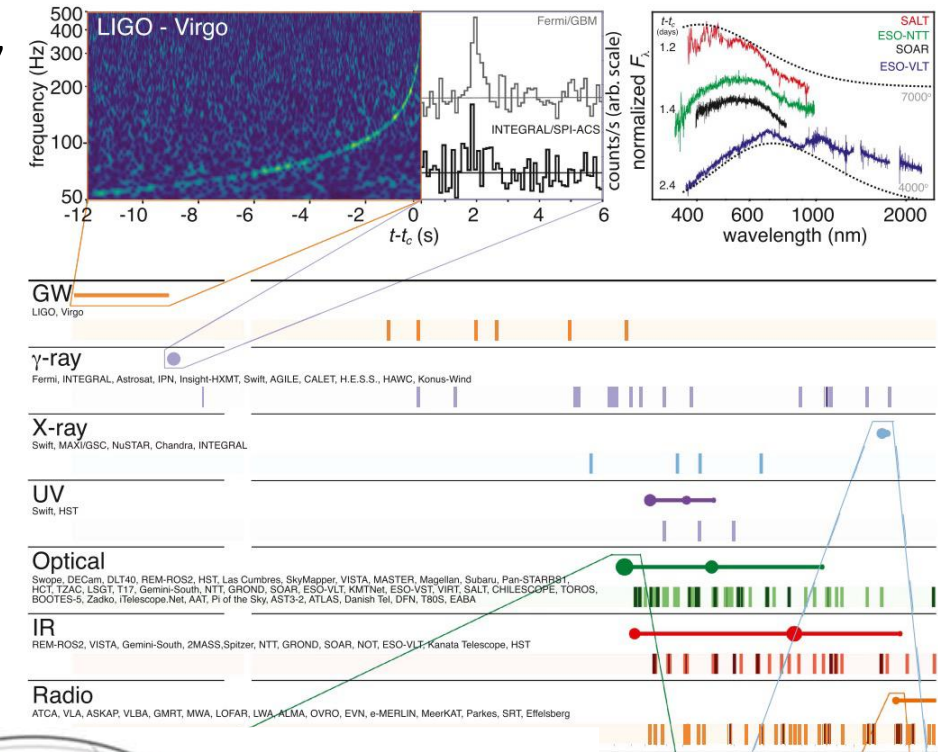 LIGO - Virgo
frequency (Hz)
500
400
300
200
100
50
-12 -10 -8 -6 -4 -2 0 2 4 6
t-tc (s)
Fermi/GBM
INTEGRAL/SPI-ACS
counts/s (arb. scale)
normalized Fλ
t-tc
(days)
1.2
1.4
2.4
SALT
ESO-NTT
SOAR
ESO-VLT
7000°
4000°
400 600 1000 2000
wavelength (nm)
GW
LIGO, Virgo
γ-ray
Fermi, INTEGRAL, Astrosat, IPN, Insight-HXMT, Swift, AGILE, CALET, H.E.S.S., HAWC, Konus-Wind
X-ray
Swift, MAXI/GSC, NuSTAR, Chandra, INTEGRAL
UV
Swift, HST
Optical
Swope, DECam, DLT40, REM-ROS2, HST, Las Cumbres, SkyMapper, VISTA, MASTER, Magellan, Subaru, Pan-STARRS1,
HCT, TZAC, LSGT, T17, Gemini-South, NTT, GROND, SOAR, ESO-VLT, KMTNet, ESO-VST, VIRT, SALT, CHILESCOPE, TOROS,
BOOTES-5, Zadko, iTelescope.Net, AAT, Pi of the Sky, AST3-2, ATLAS, Danish Tel, DFN, T80S, EABA
IR
REM-ROS2, VISTA, Gemini-South, 2MASS,Spitzer, NTT, GROND, SOAR, NOT, ESO-VLT, Kanata Telescope, HST
Radio
ATCA, VLA, ASKAP, VLBA, GMRT, MWA, LOFAR, LWA, ALMA, OVRO, EVN, e-MERLIN, MeerKAT, Parkes, SRT, Effelsberg